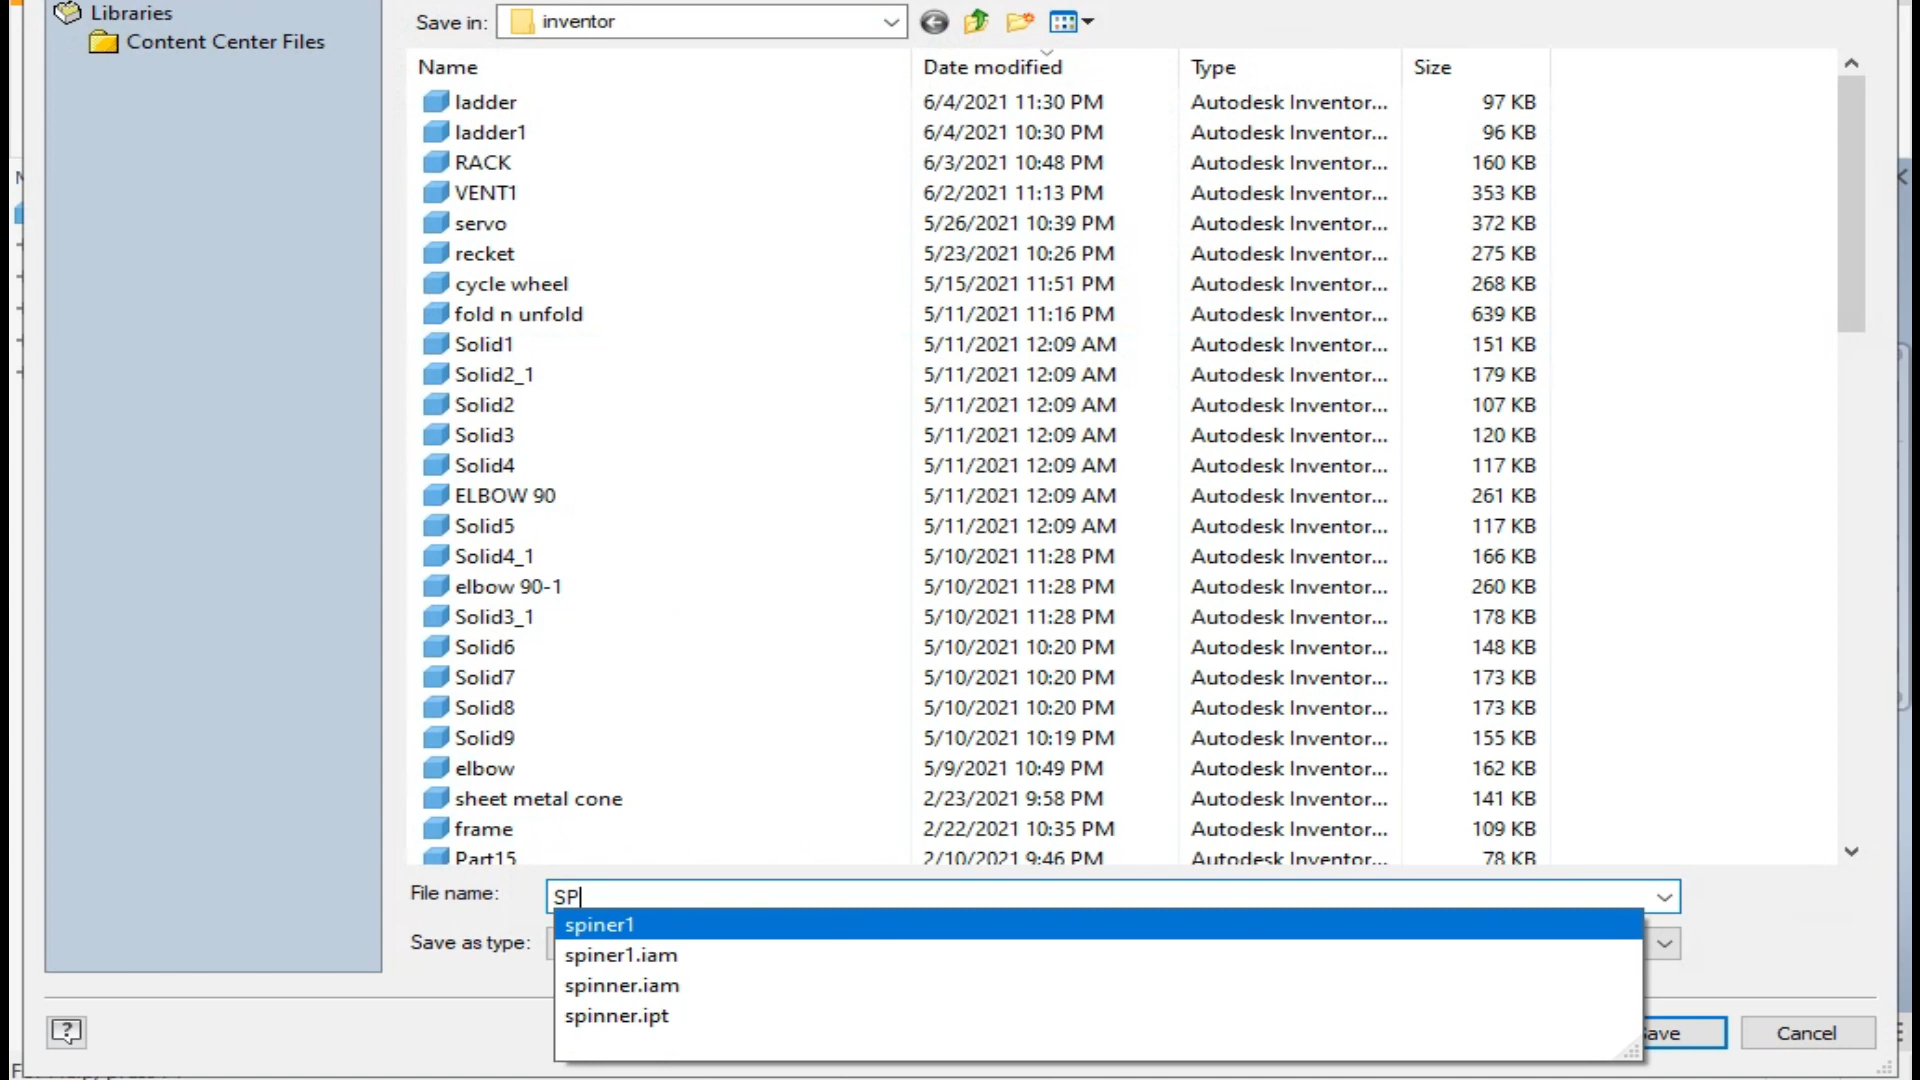 Libraries
Content Center Files
Save in: inventor
Name Date modified Type Size
ladder 6/4/2021 11:30 PM Autodesk Inventor... 97 KB
ladder1 6/4/2021 10:30 PM Autodesk Inventor... 96 KB
RACK 6/3/2021 10:48 PM Autodesk Inventor... 160 KB
VENT1 6/2/2021 11:13 PM Autodesk Inventor... 353 KB
servo 5/26/2021 10:39 PM Autodesk Inventor... 372 KB
recket 5/23/2021 10:26 PM Autodesk Inventor... 275 KB
cycle wheel 5/15/2021 11:51 PM Autodesk Inventor... 268 KB
fold n unfold 5/11/2021 11:16 PM Autodesk Inventor... 639 KB
Solid1 5/11/2021 12:09 AM Autodesk Inventor... 151 KB
Solid2_1 5/11/2021 12:09 AM Autodesk Inventor... 179 KB
Solid2 5/11/2021 12:09 AM Autodesk Inventor... 107 KB
Solid3 5/11/2021 12:09 AM Autodesk Inventor... 120 KB
Solid4 5/11/2021 12:09 AM Autodesk Inventor... 117 KB
ELBOW 90 5/11/2021 12:09 AM Autodesk Inventor... 261 KB
Solid5 5/11/2021 12:09 AM Autodesk Inventor... 117 KB
Solid4_1 5/10/2021 11:28 PM Autodesk Inventor... 166 KB
elbow 90-1 5/10/2021 11:28 PM Autodesk Inventor... 260 KB
Solid3_1 5/10/2021 11:28 PM Autodesk Inventor... 178 KB
Solid6 5/10/2021 10:20 PM Autodesk Inventor... 148 KB
Solid7 5/10/2021 10:20 PM Autodesk Inventor... 173 KB
Solid8 5/10/2021 10:20 PM Autodesk Inventor... 173 KB
Solid9 5/10/2021 10:19 PM Autodesk Inventor... 155 KB
elbow 5/9/2021 10:49 PM Autodesk Inventor... 162 KB
sheet metal cone 2/23/2021 9:58 PM Autodesk Inventor... 141 KB
frame 2/22/2021 10:35 PM Autodesk Inventor... 109 KB
Part15 2/10/2021 9:46 PM Autodesk Inventor... 78 KB
File name: SP
spiner1
Save as type:
spiner1.iam
spinner.iam
spinner.ipt
Save Cancel